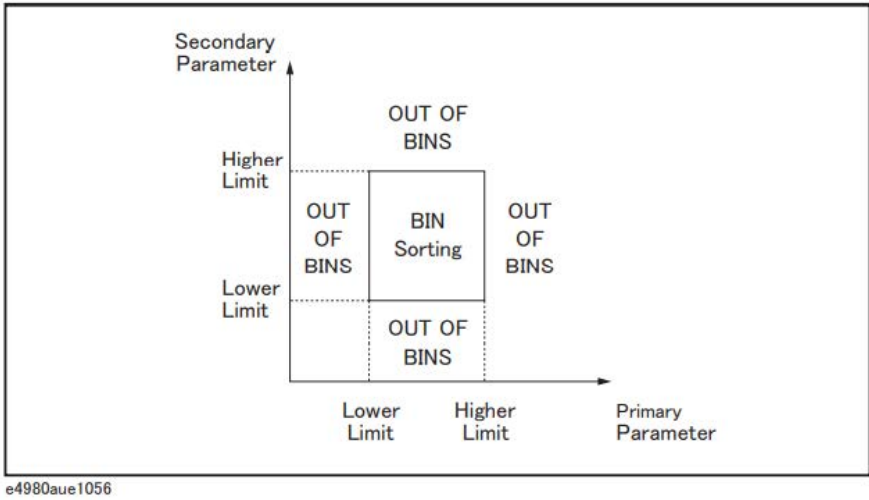 Secondary
Parameter
OUT OF
BINS
Higher
Limit
OUT
OF
BINS
BIN
Sorting
OUT
OF
BINS
Lower
Limit
OUT OF
BINS
Lower
Limit
Higher
Limit
Primary
Parameter
e4980aue1056